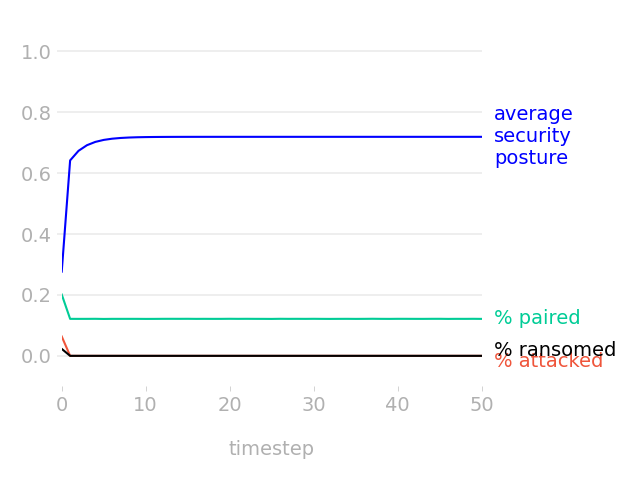 1.0
0.8
0.6
0.4
0.2
0.0
average
security
posture
% paired
% ransomed
% attacked
0 10 20 30 40 50
timestep